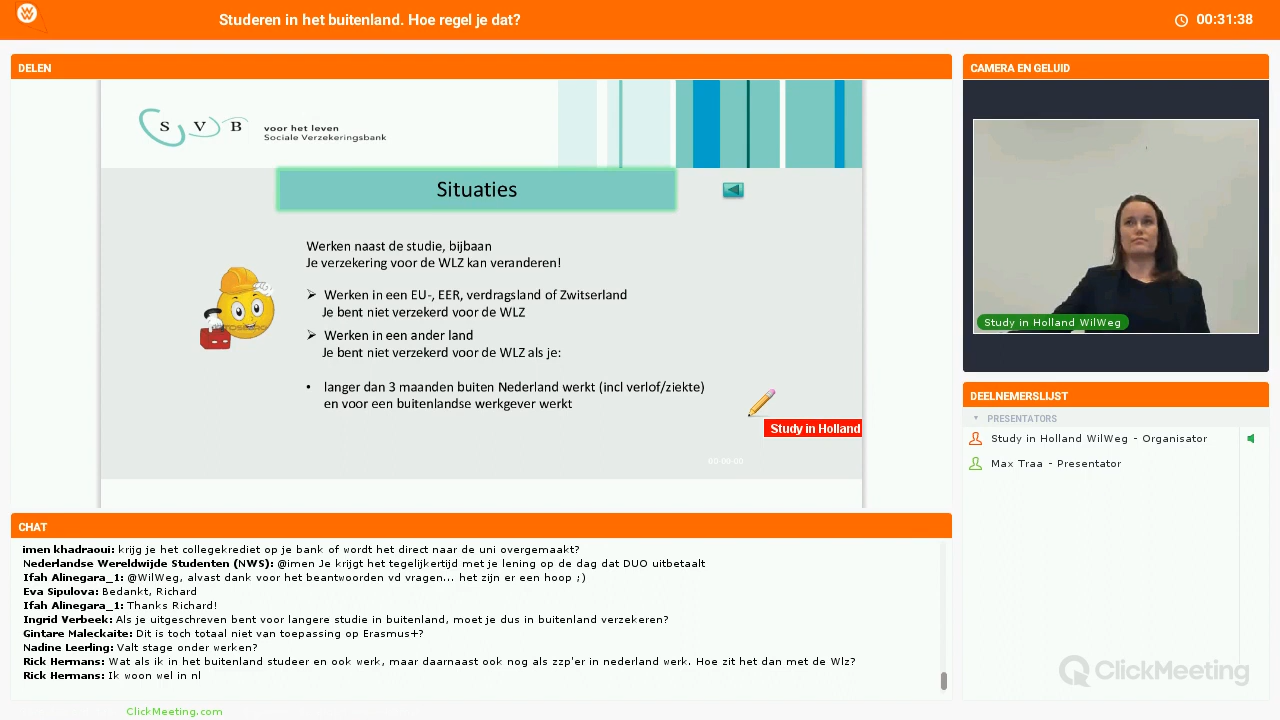 W
Studeren in het buitenland. Hoe regel je dat?
00:31:38
DELEN
S V B
voor het leven
Sociale Verzekeringsbank
Situaties
Werken naast de studie, bijbaan
Je verzekering voor de WLZ kan veranderen!
➢ Werken in een EU-, EER, verdragsland of Zwitserland
Je bent niet verzekerd voor de WLZ
➢ Werken in een ander land
Je bent niet verzekerd voor de WLZ als je:
• langer dan 3 maanden buiten Nederland werkt (incl verlof/ziekte)
en voor een buitenlandse werkgever werkt
Study in Holland
00-00-00
CAMERA EN GELUID
Study in Holland WilWeg
DEELNEMERSLIJST
PRESENTATORS
Study in Holland WilWeg - Organisator
Max Traa - Presentator
ClickMeeting
CHAT
imen khadraoui: krijg je het collegekrediet op je bank of wordt het direct naar de uni overgemaakt?
Nederlandse Wereldwijde Studenten (NWS): @imen Je krijgt het tegelijkertijd met je lening op de dag dat DUO uitbetaalt
Ifah Alinegara_1: @WilWeg, alvast dank voor het beantwoorden vd vragen... het zijn er een hoop ;)
Eva Sipulova: Bedankt, Richard
Ifah Alinegara_1: Thanks Richard!
Ingrid Verbeek: Als je uitgeschreven bent voor langere studie in buitenland, moet je dus in buitenland verzekeren?
Gintare Maleckaite: Dit is toch totaal niet van toepassing op Erasmus+?
Nadine Leerling: Valt stage onder werken?
Rick Hermans: Wat als ik in het buitenland studeer en ook werk, maar daarnaast ook nog als zzp'er in nederland werk. Hoe zit het dan met de Wlz?
Rick Hermans: Ik woon wel in nl
ClickMeeting.com